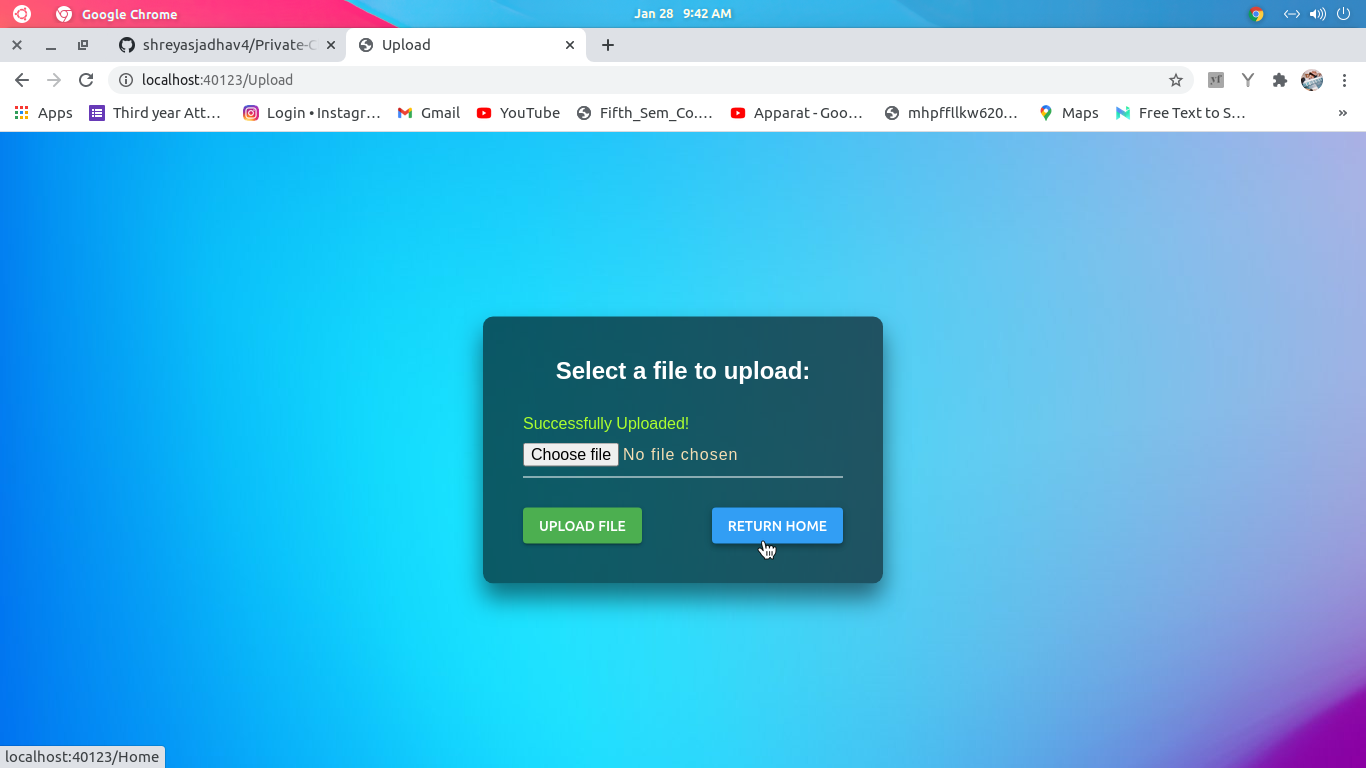 Google Chrome
Jan 28 9:42 AM
shreyasjadhav4/Private-C
Upload
localhost:40123/Upload
Apps
Third year Att…
Login • Instagr…
Gmail
YouTube
Fifth_Sem_Co.…
Apparat - Goo…
mhpffllkw620…
Maps
Free Text to S…
»
Select a file to upload:
Successfully Uploaded!
Choose file No file chosen
UPLOAD FILE
RETURN HOME
localhost:40123/Home